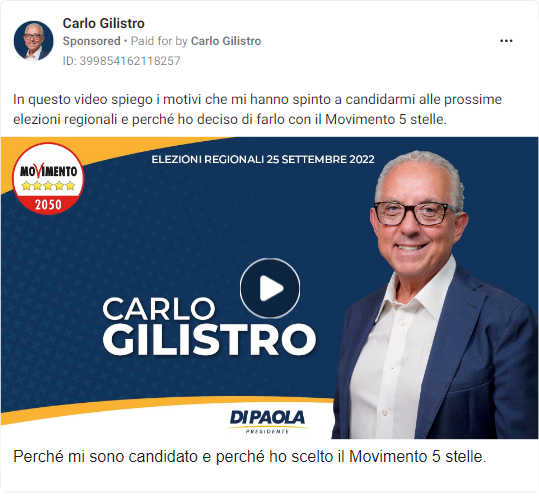 Carlo Gilistro
Sponsored • Paid for by Carlo Gilistro
ID: 399854162118257
In questo video spiego i motivi che mi hanno spinto a candidarmi alle prossime
elezioni regionali e perché ho deciso di farlo con il Movimento 5 stelle.
MOVIMENTO
2050
ELEZIONI REGIONALI 25 SETTEMBRE 2022
CARLO
GILISTRO
DI PAOLA
PRESIDENTE
Perché mi sono candidato e perché ho scelto il Movimento 5 stelle.